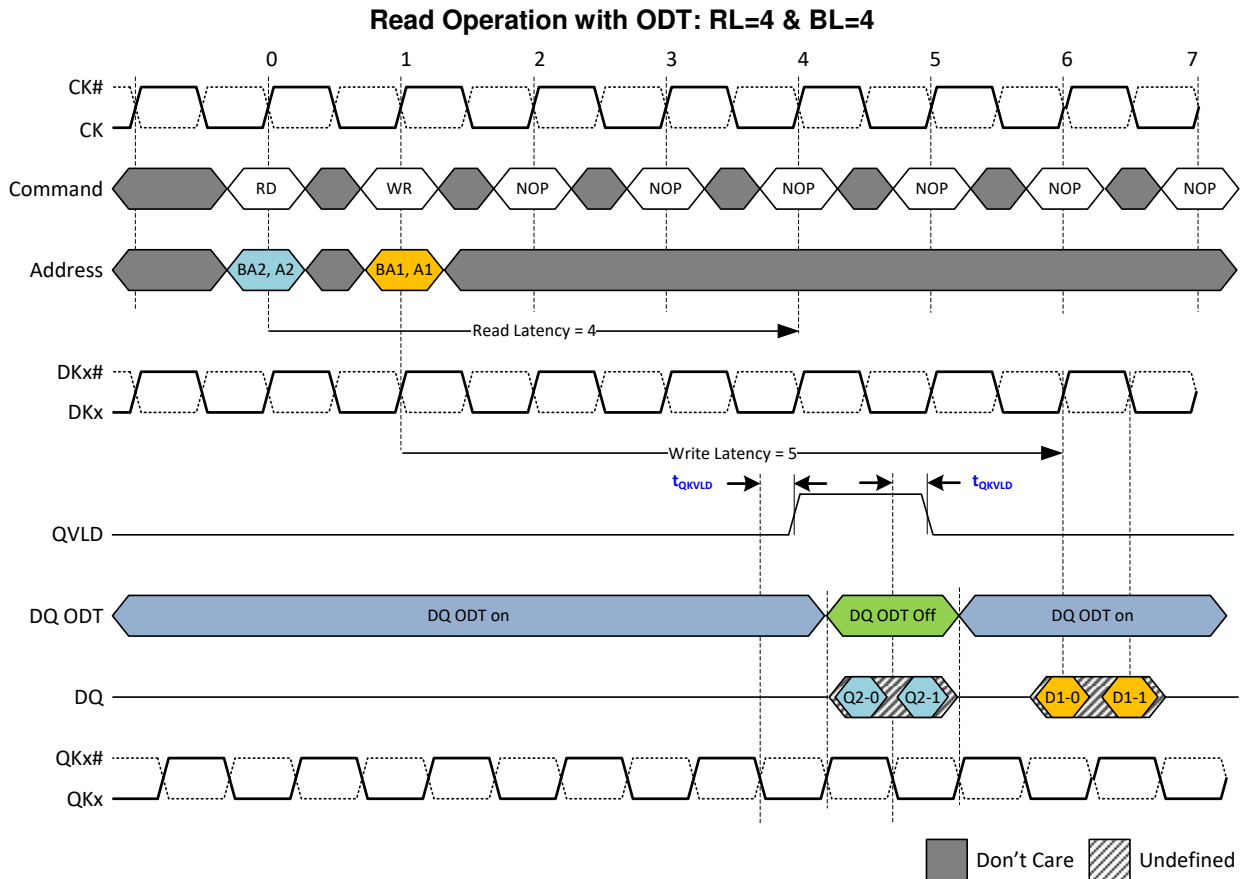 Read Operation with ODT: RL=4 & BL=4
0 1 2 3 4 5 6 7
CK#
CK
Command RD WR NOP NOP NOP NOP NOP NOP
Address BA2, A2 BA1, A1
Read Latency = 4
DKx#
DKx
Write Latency = 5
tQKVLD tQKVLD
QVLD
DQ ODT DQ ODT on DQ ODT Off DQ ODT on
DQ Q2-0 Q2-1 D1-0 D1-1
QKx#
QKx
Don't Care Undefined